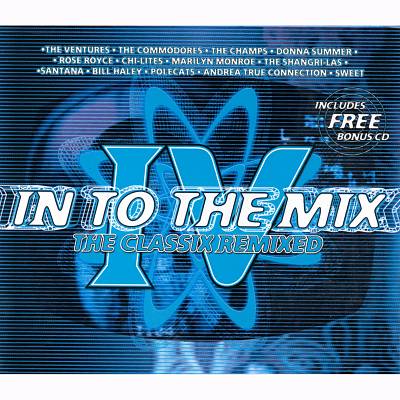 •THE VENTURES • THE COMMODORES • THE CHAMPS • DONNA SUMMER •
• ROSE ROYCE • CHI-LITES • MARILYN MONROE • THE SHANGRI-LAS •
•SANTANA • BILL HALEY • POLECATS • ANDREA TRUE CONNECTION • SWEET
INCLUDES
FREE
BONUS CD
IV
IN TO THE MIX
THE CLASSIX REMIXED